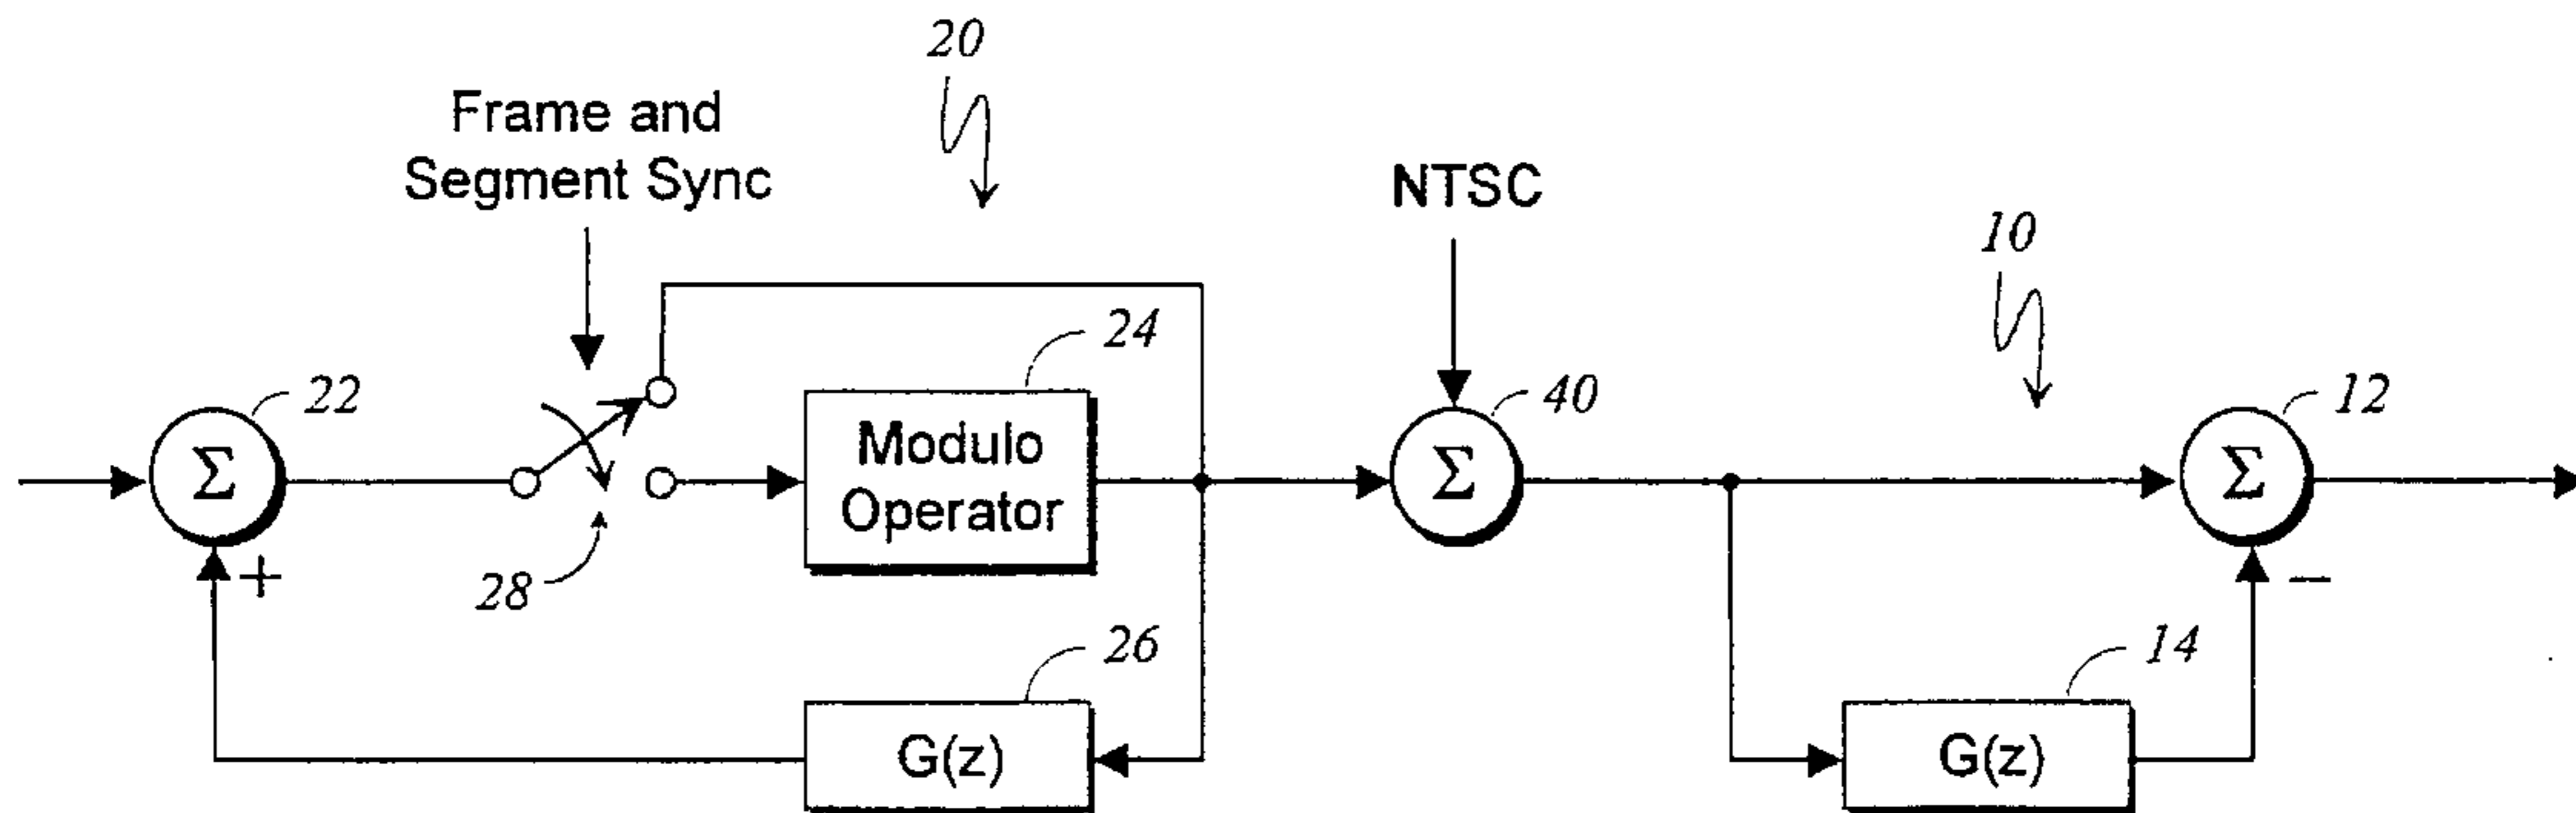 20
Frame and
Segment Sync
NTSC
10
24
22
40
12
Σ
Modulo
Operator
Σ
Σ
28
+
−
26
14
G(z)
G(z)